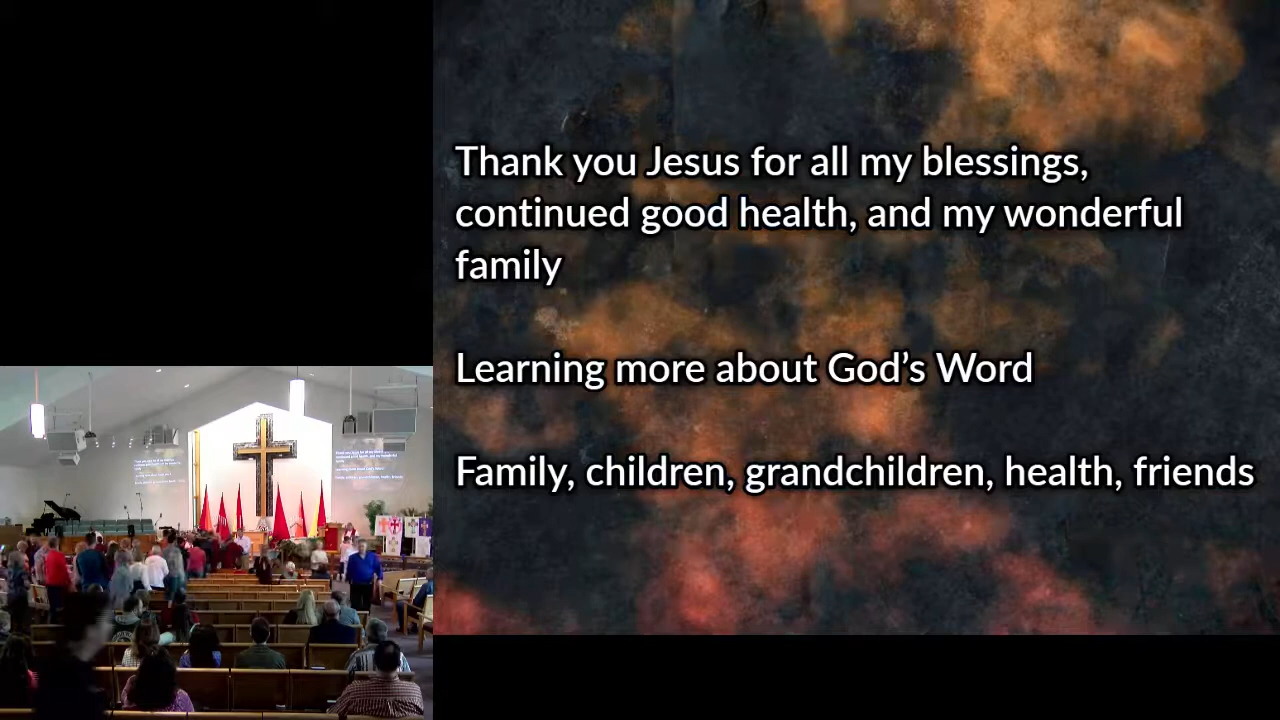 Thank you Jesus for all my blessings,
continued good health, and my wonderful
family
Learning more about God’s Word
Family, children, grandchildren, health, friends